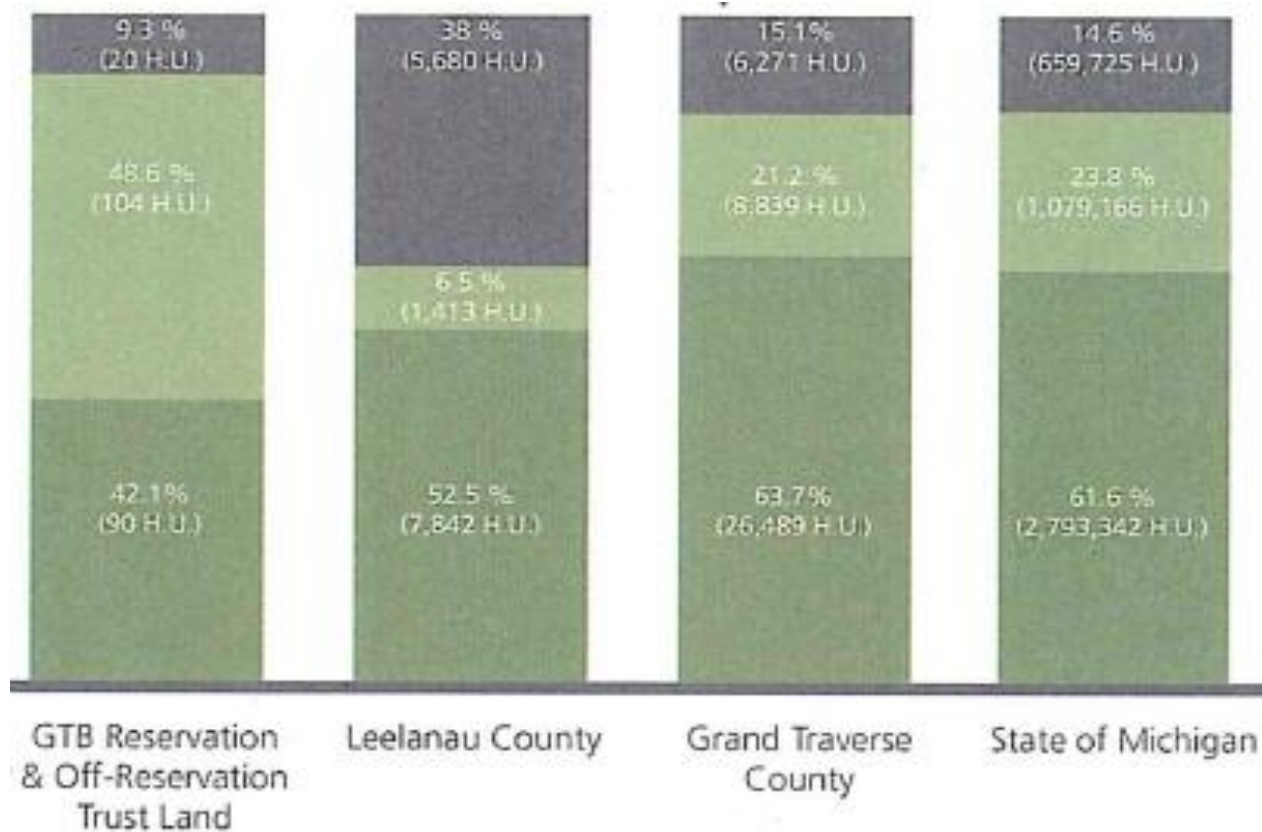 9.3 %
(20 H.U.)
48.6 %
(104 H.U.)
42.1%
(90 H.U.)
38 %
(5,680 H.U.)
6.5 %
(1,413 H.U.)
52.5 %
(7,842 H.U.)
15.1%
(6,271 H.U.)
21.2 %
(8,839 H.U.)
63.7%
(26,489 H.U.)
14.6 %
(659,725 H.U.)
23.8 %
(1,079,166 H.U.)
61.6 %
(2,793,342 H.U.)
GTB Reservation
& Off-Reservation
Trust Land
Leelanau County
Grand Traverse
County
State of Michigan